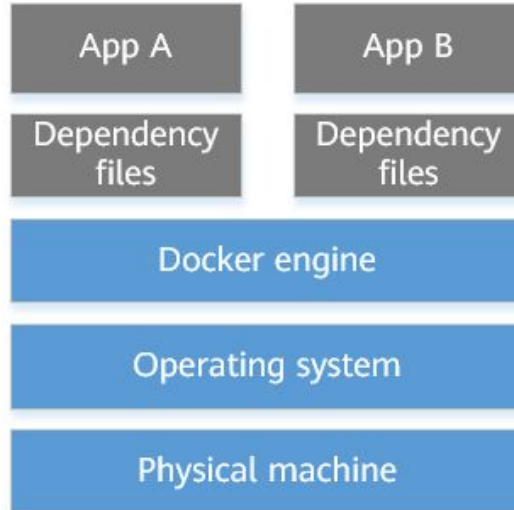 App A
App B
Dependency
files
Dependency
files
Docker engine
Operating system
Physical machine